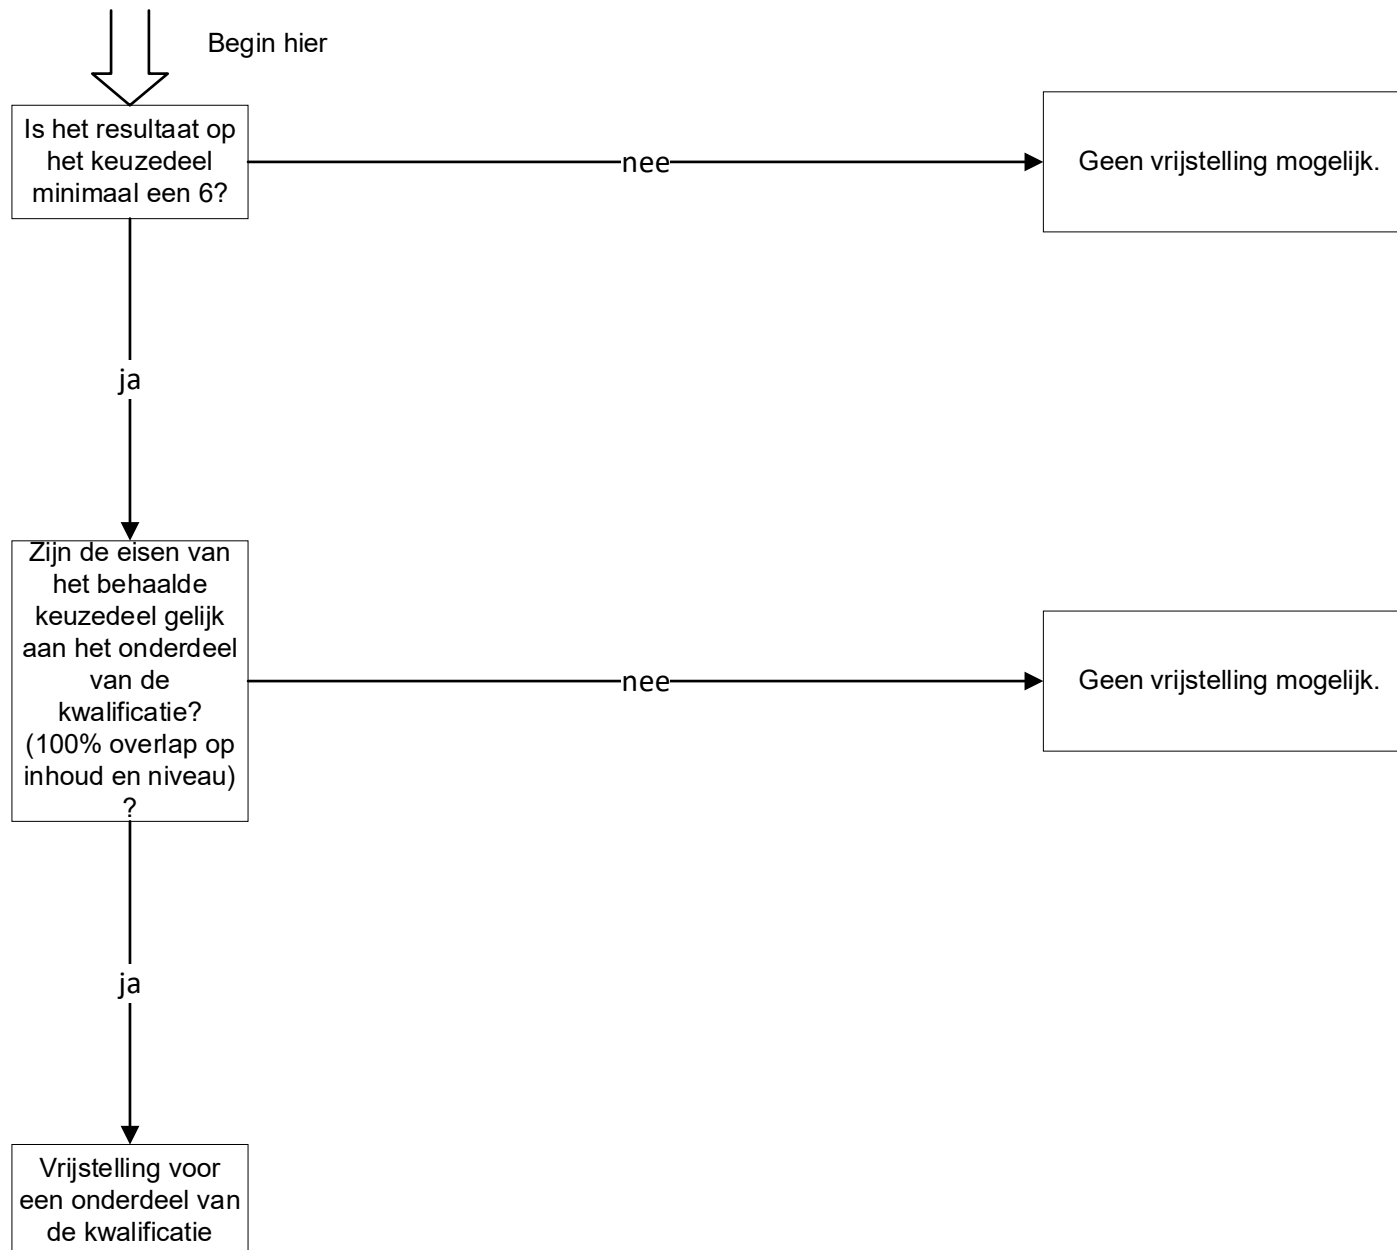 Begin hier
Is het resultaat op
het keuzedeel
minimaal een 6?
nee
Geen vrijstelling mogelijk.
ja
Zijn de eisen van
het behaalde
keuzedeel gelijk
aan het onderdeel
van de
kwalificatie?
(100% overlap op
inhoud en niveau)
?
nee
Geen vrijstelling mogelijk.
ja
Vrijstelling voor
een onderdeel van
de kwalificatie